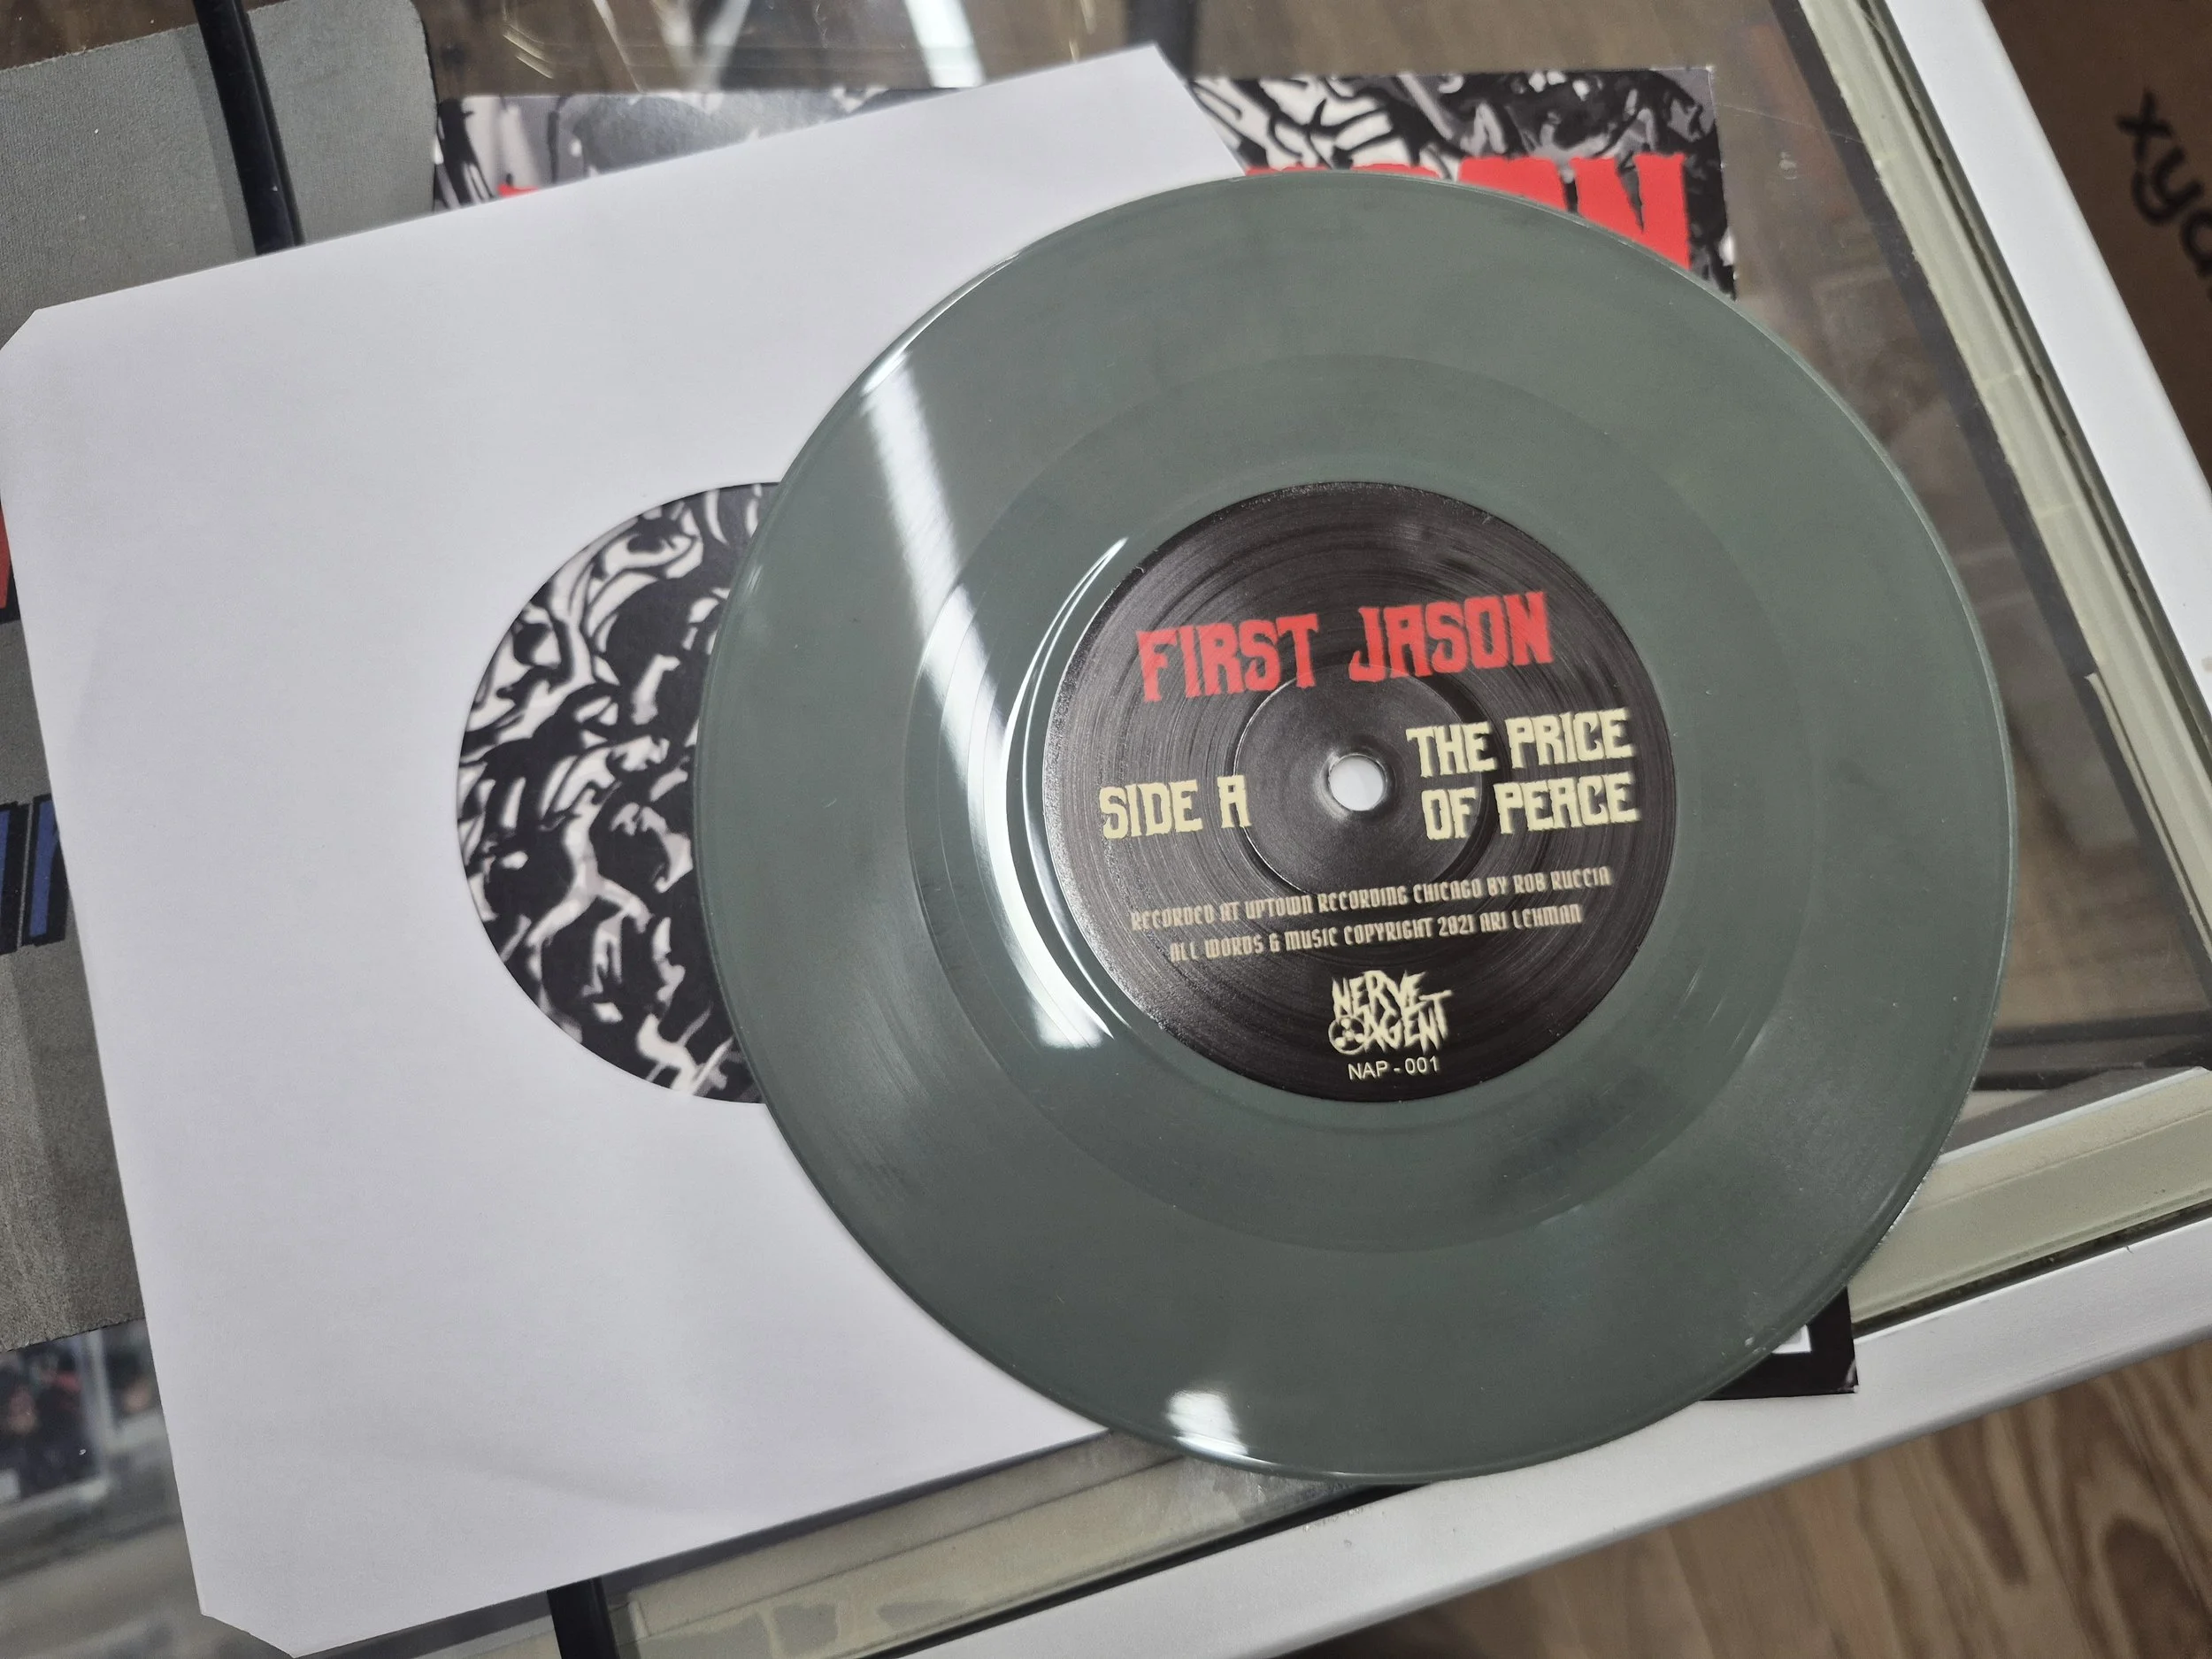 FIRST JASON
SIDE A
THE PRICE
OF PEACE
RECORDED AT UPTOWN RECORDING CHICAGO BY ROB RUCCIA
ALL WORDS & MUSIC COPYRIGHT 2021 ARI LEHMAN
NERVE
AGENT
NAP - 001